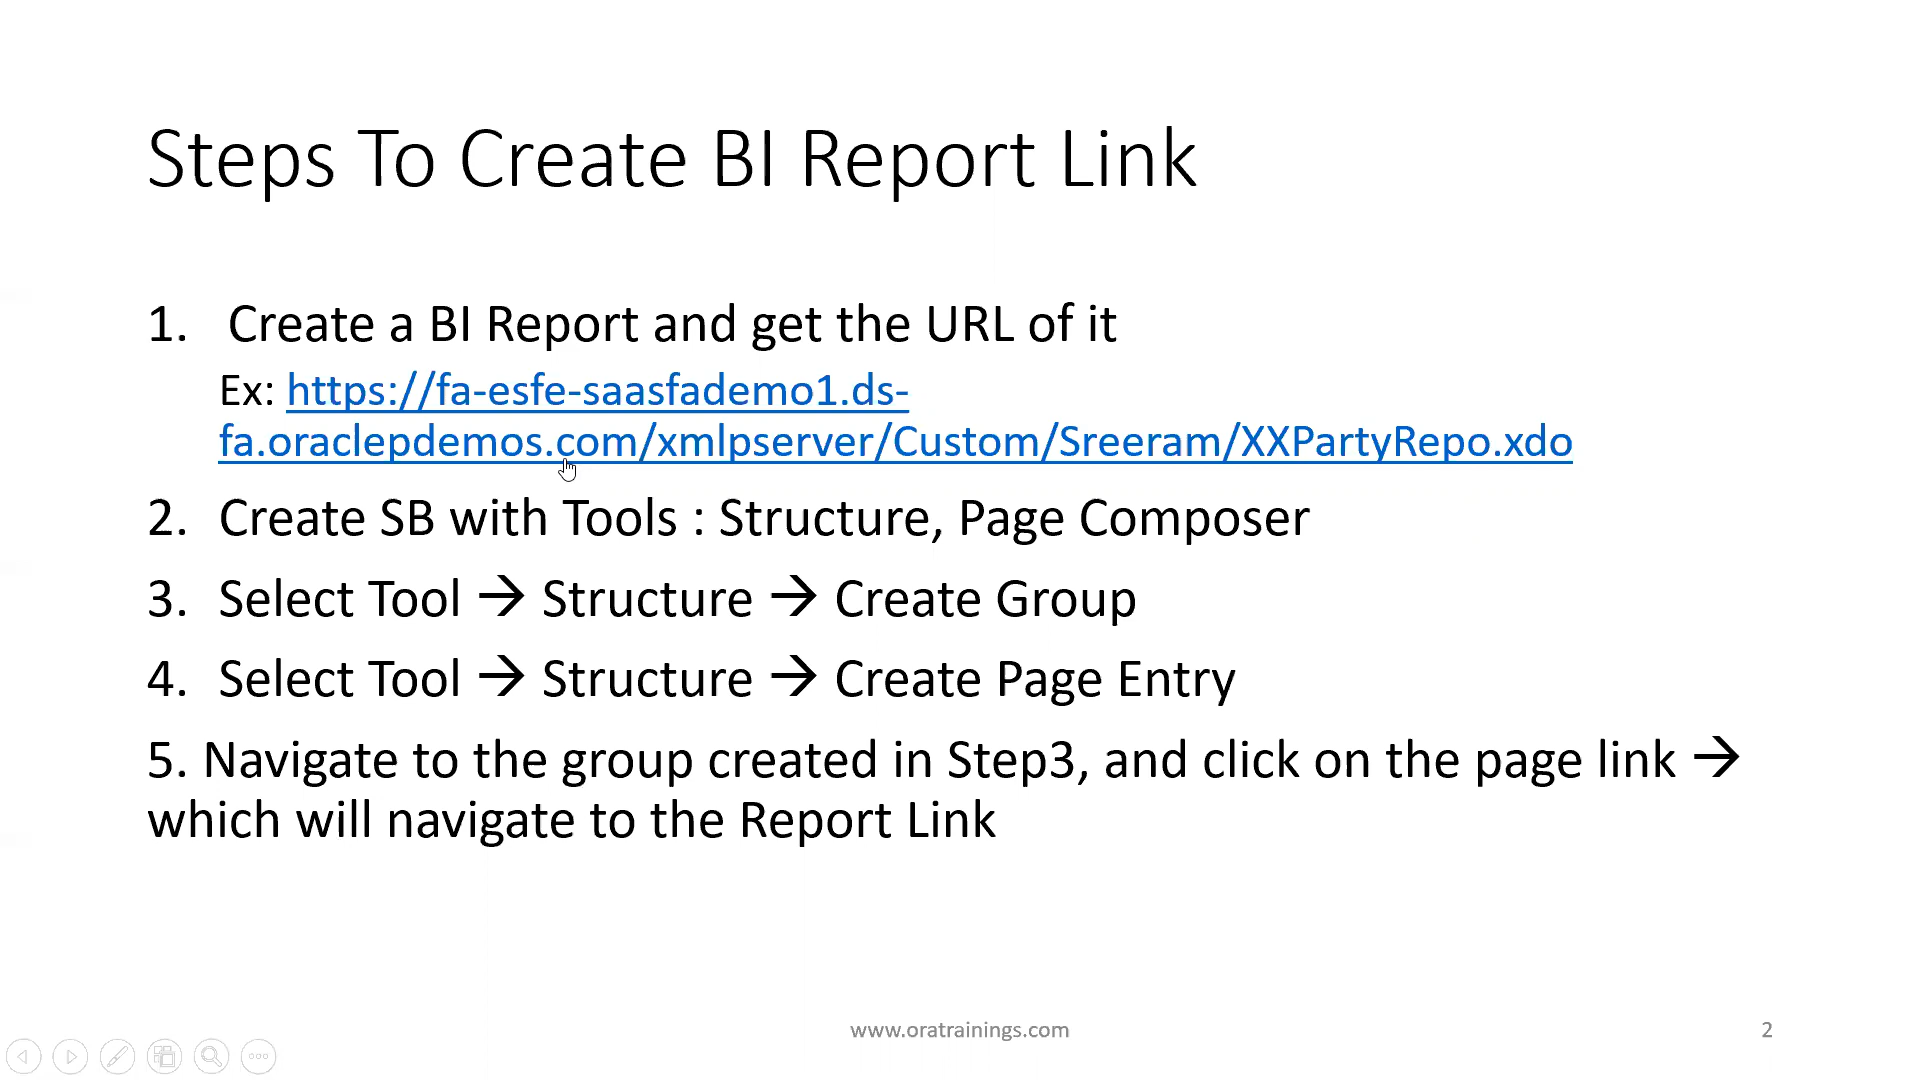 Steps To Create BI Report Link
1. Create a BI Report and get the URL of it
Ex: https://fa-esfe-saasfademo1.ds-
fa.oraclepdemos.com/xmlpserver/Custom/Sreeram/XXPartyRepo.xdo
2. Create SB with Tools : Structure, Page Composer
3. Select Tool → Structure → Create Group
4. Select Tool → Structure → Create Page Entry
5. Navigate to the group created in Step3, and click on the page link →
which will navigate to the Report Link
www.oratrainings.com
2